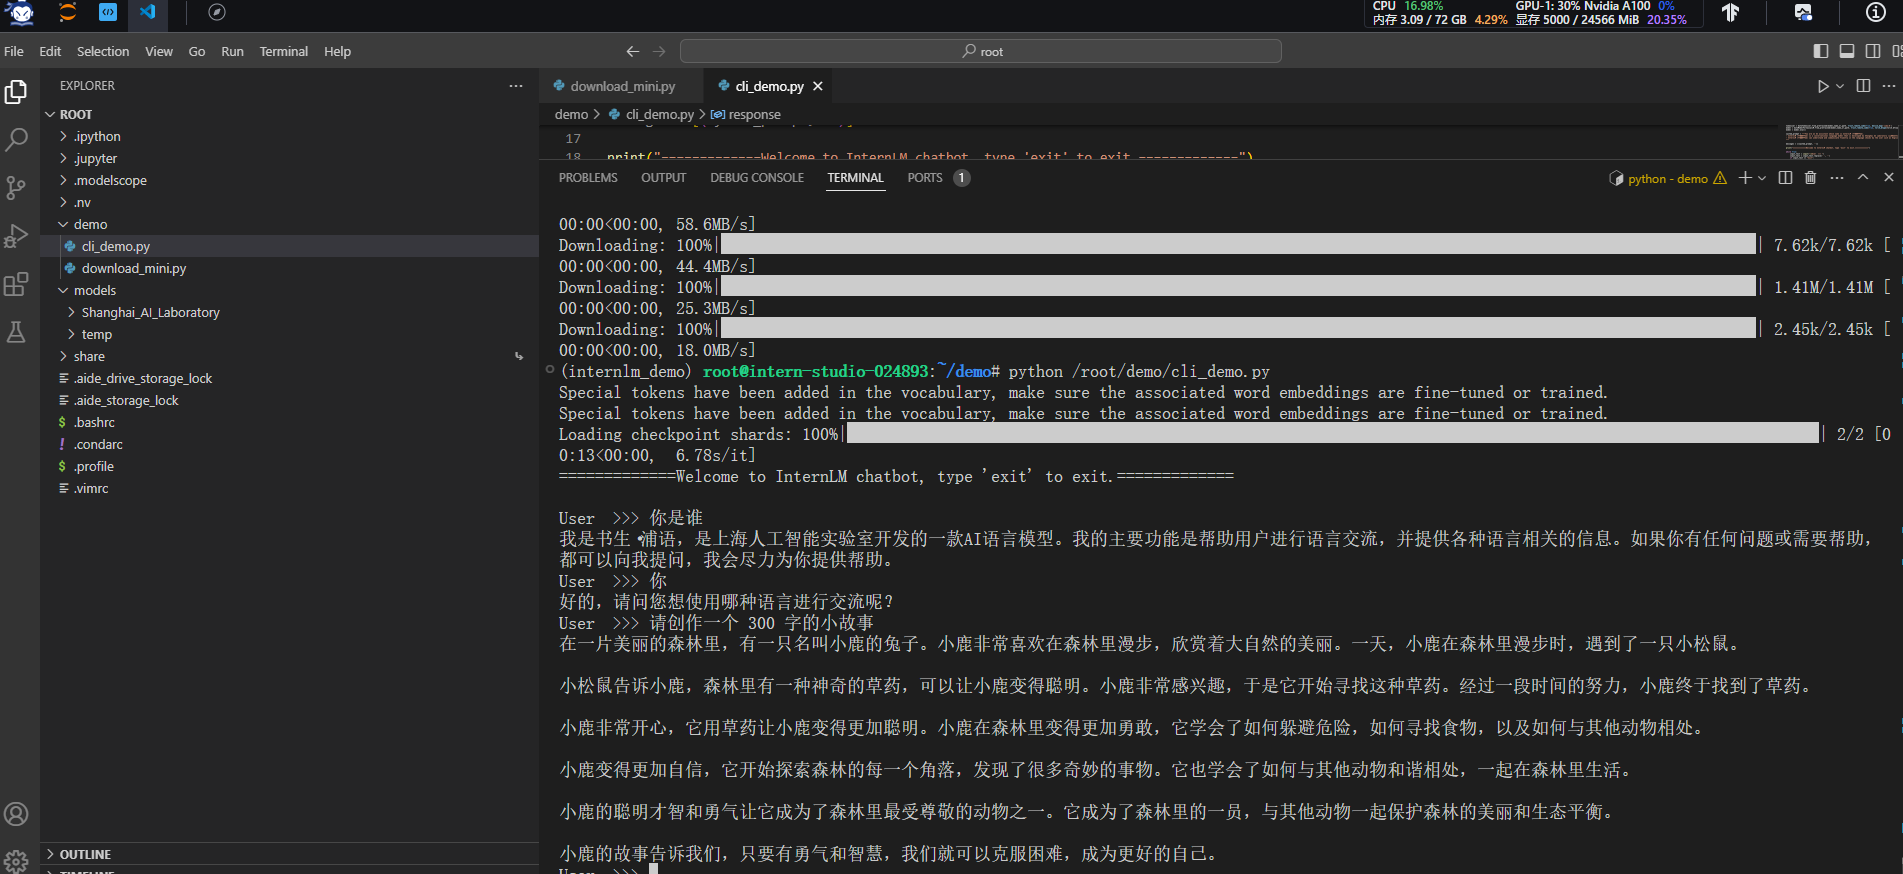 CPU 16.98% GPU-1: 30% Nvidia A100 0%
内存 3.09 / 72 GB 4.29% 显存 5000 / 24566 MiB 20.35%
File Edit Selection View Go Run Terminal Help
root
EXPLORER
ROOT
.ipython
.jupyter
.modelscope
.nv
demo
cli_demo.py
download_mini.py
models
Shanghai_AI_Laboratory
temp
share
.aide_drive_storage_lock
.aide_storage_lock
.bashrc
.condarc
.profile
.vimrc
OUTLINE
TIMELINE
download_mini.py cli_demo.py
demo > cli_demo.py > response
17
18 print("=============Welcome to InternLM chatbot, type 'exit' to exit.=============")
PROBLEMS OUTPUT DEBUG CONSOLE TERMINAL PORTS 1
python - demo
00:00<00:00, 58.6MB/s]
Downloading: 100%| | 7.62k/7.62k [
00:00<00:00, 44.4MB/s]
Downloading: 100%| | 1.41M/1.41M [
00:00<00:00, 25.3MB/s]
Downloading: 100%| | 2.45k/2.45k [
00:00<00:00, 18.0MB/s]
(internlm_demo) root@intern-studio-024893:~/demo# python /root/demo/cli_demo.py
Special tokens have been added in the vocabulary, make sure the associated word embeddings are fine-tuned or trained.
Special tokens have been added in the vocabulary, make sure the associated word embeddings are fine-tuned or trained.
Loading checkpoint shards: 100%| | 2/2 [0
0:13<00:00, 6.78s/it]
=============Welcome to InternLM chatbot, type 'exit' to exit.=============
User >>> 你是谁
我是书生·浦语，是上海人工智能实验室开发的一款AI语言模型。我的主要功能是帮助用户进行语言交流，并提供各种语言相关的信息。如果你有任何问题或需要帮助，
都可以向我提问，我会尽力为你提供帮助。
User >>> 你
好的，请问您想使用哪种语言进行交流呢？
User >>> 请创作一个 300 字的小故事
在一片美丽的森林里，有一只名叫小鹿的兔子。小鹿非常喜欢在森林里漫步，欣赏着大自然的美丽。一天，小鹿在森林里漫步时，遇到了一只小松鼠。
小松鼠告诉小鹿，森林里有一种神奇的草药，可以让小鹿变得聪明。小鹿非常感兴趣，于是它开始寻找这种草药。经过一段时间的努力，小鹿终于找到了草药。
小鹿非常开心，它用草药让小鹿变得更加聪明。小鹿在森林里变得更加勇敢，它学会了如何躲避危险，如何寻找食物，以及如何与其他动物相处。
小鹿变得更加自信，它开始探索森林的每一个角落，发现了很多奇妙的事物。它也学会了如何与其他动物和谐相处，一起在森林里生活。
小鹿的聪明才智和勇气让它成为了森林里最受尊敬的动物之一。它成为了森林里的一员，与其他动物一起保护森林的美丽和生态平衡。
小鹿的故事告诉我们，只要有勇气和智慧，我们就可以克服困难，成为更好的自己。
User >>>